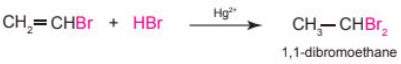 CH₂=CHBr + HBr Hg²⁺ CH₃—CHBr₂
1,1-dibromoethane